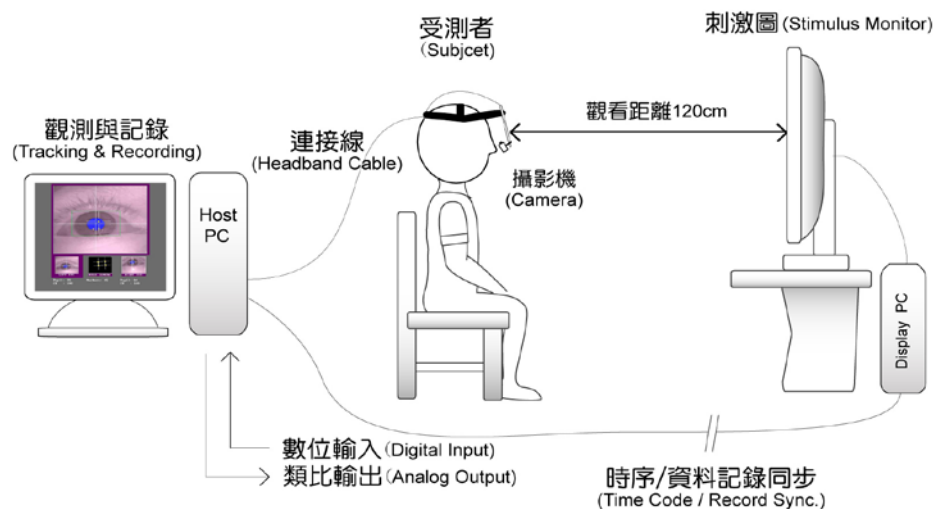 受測者
(Subjcet)
刺激圖(Stimulus Monitor)
觀測與記錄
(Tracking & Recording)
連接線
(Headband Cable)
觀看距離120cm
攝影機
(Camera)
Host
PC
Display PC
數位輸入(Digital Input)
類比輸出(Analog Output)
時序/資料記錄同步
(Time Code / Record Sync.)